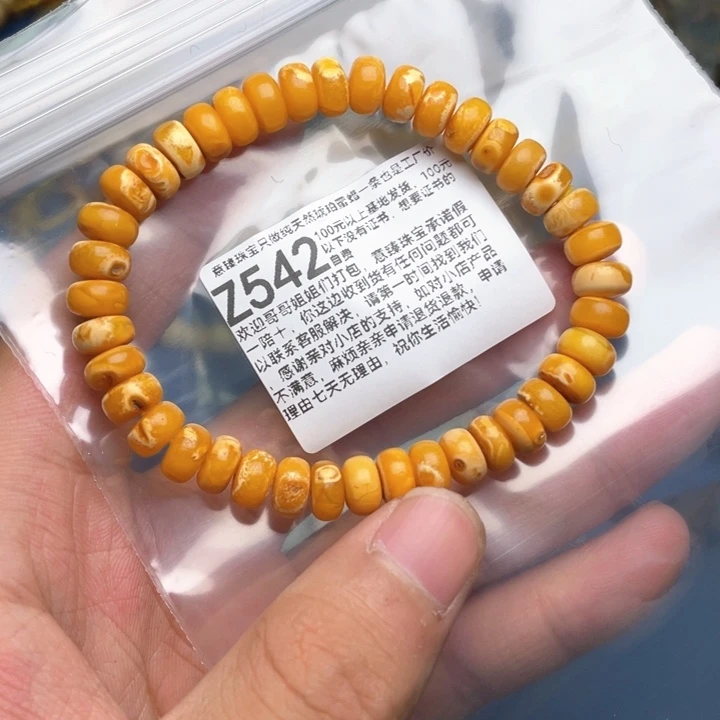 意臻珠宝只做纯天然琥珀蜜蜡一条也是工厂价
Z542
100元以上基地发货，100元
以下没有证书，想要证书的
自费
欢迎哥哥姐姐们打包，意臻珠宝承诺假
一陪十，你这边收到货有任何问题都可
以联系客服解决，请第一时间找到我们
，感谢亲对小店的支持，如对小店产品
不满意，麻烦亲亲申请退货退款，申请
理由七天无理由，祝你生活愉快！